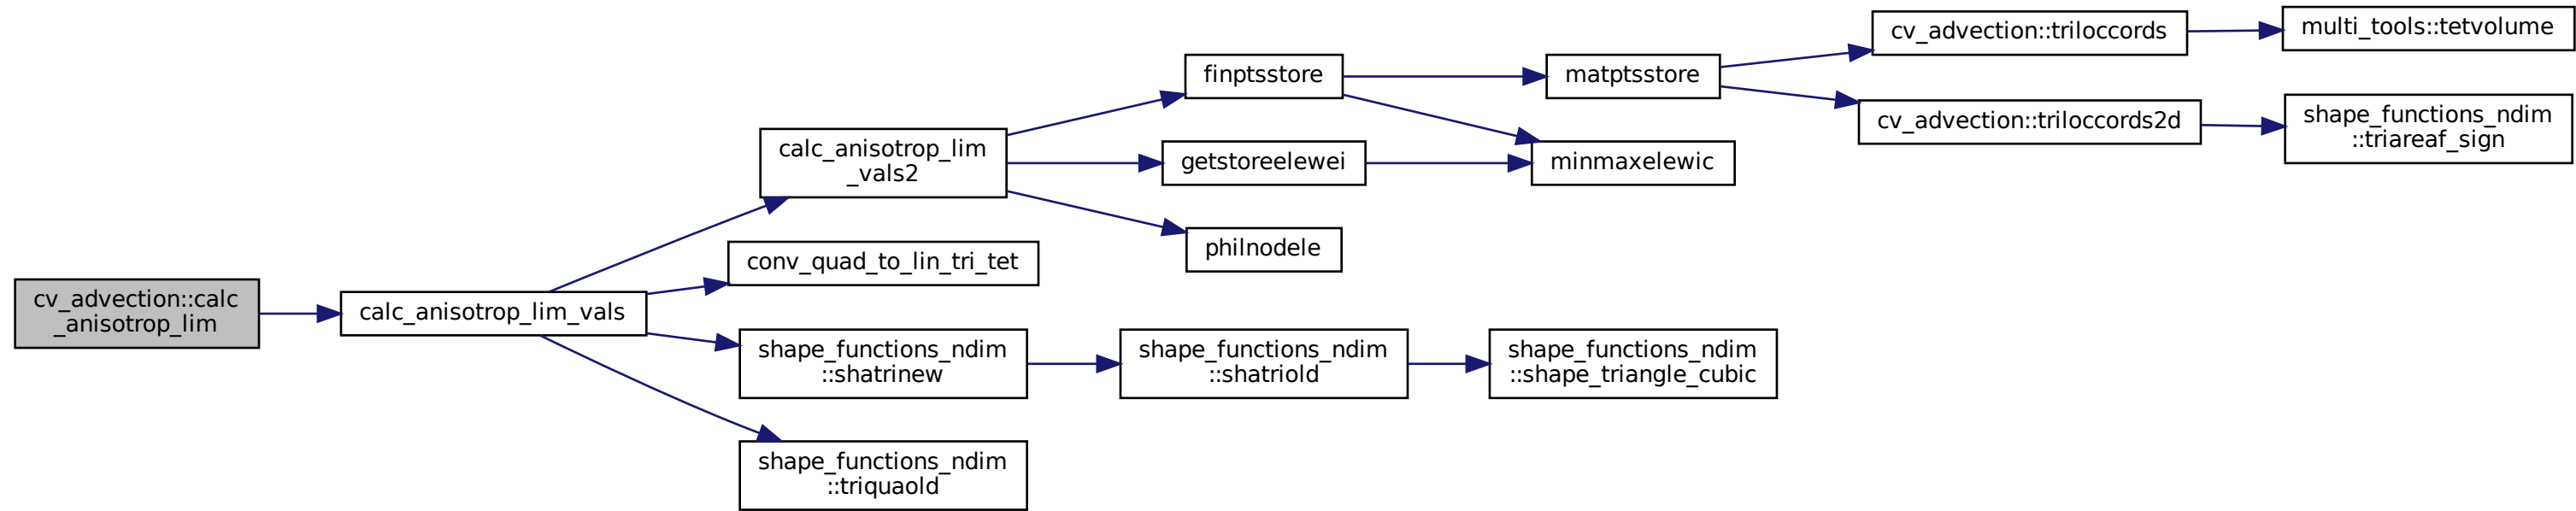 cv_advection::calc
_anisotrop_lim
calc_anisotrop_lim_vals
calc_anisotrop_lim
_vals2
finptsstore
matptsstore
cv_advection::triloccords
multi_tools::tetvolume
cv_advection::triloccords2d
shape_functions_ndim
::triareaf_sign
minmaxelewic
getstoreelewei
philnodele
conv_quad_to_lin_tri_tet
shape_functions_ndim
::shatrinew
shape_functions_ndim
::shatriold
shape_functions_ndim
::shape_triangle_cubic
shape_functions_ndim
::triquaold